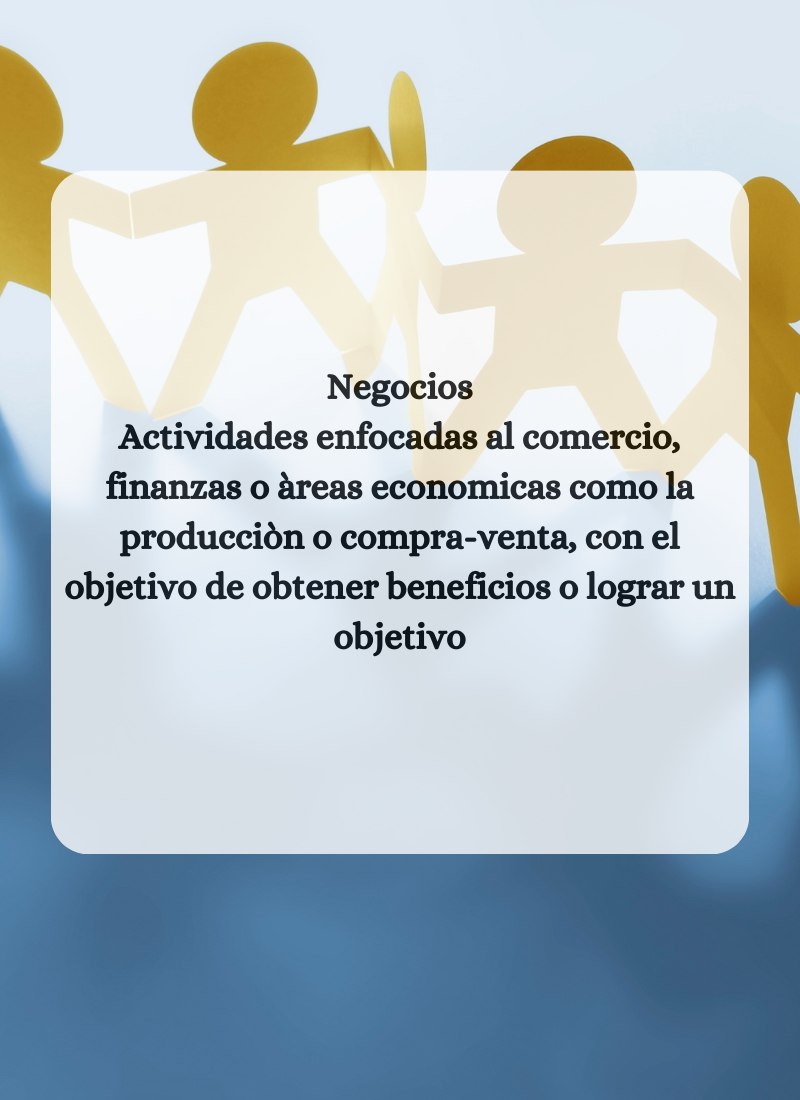 Negocios
Actividades enfocadas al comercio,
finanzas o àreas economicas como la
producciòn o compra-venta, con el
objetivo de obtener beneficios o lograr un
objetivo